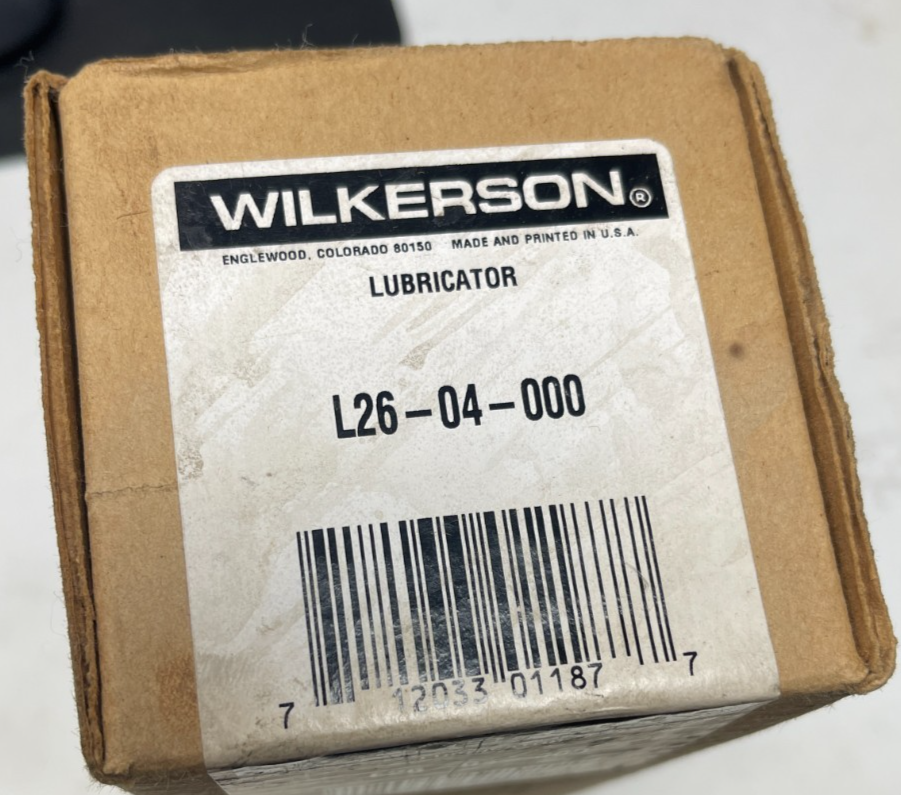 WILKERSON®
ENGLEWOOD, COLORADO 80150 MADE AND PRINTED IN U.S.A.
LUBRICATOR
L26-04-000
7 12033 01187 7